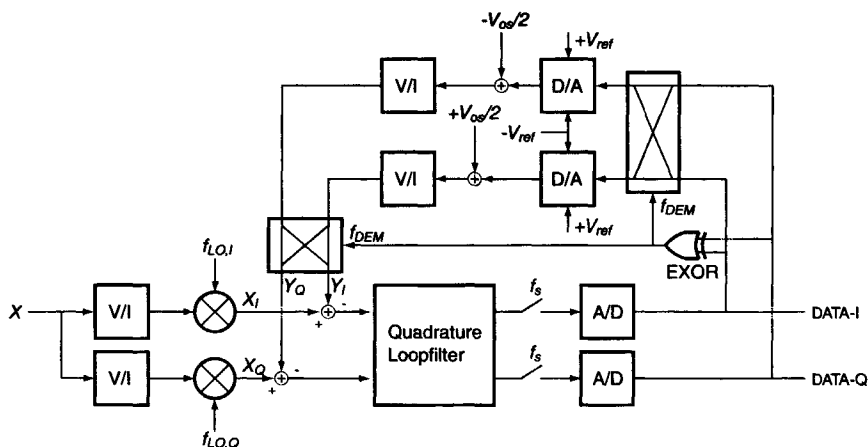 -V_os/2
+V_ref
V/I
D/A
+V_os/2
-V_ref
V/I
D/A
f_DEM
+V_ref
f_DEM
EXOR
f_LO,I
Y_Q
Y_I
X
V/I
X_I
+
-
Quadrature
Loopfilter
f_s
A/D
DATA-I
V/I
X_Q
+
-
f_s
A/D
DATA-Q
f_LO,Q